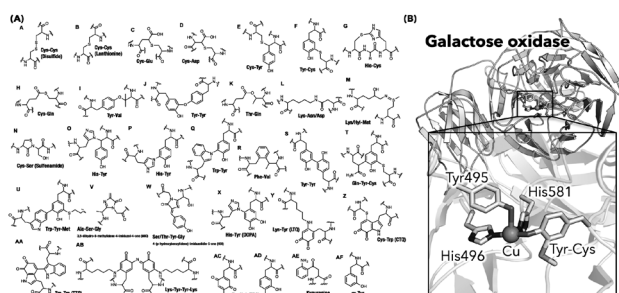 (A)
A
Cys-Cys
(Disulfide)
B
Cys-Cys
(Lanthionine)
C
Cys-Glu
D
Cys-Asp
E
Cys-Tyr
F
Tyr-Cys
G
His-Cys
H
Cys-Gln
I
Tyr-Val
J
Tyr-Tyr
K
Thr-Gln
L
Lys-Asn/Asp
M
Lys/Hyl-Met
N
Cys-Ser (Sulfenamide)
O
His-Tyr
P
His-Tyr
Q
Trp-Tyr
R
Phe-Val
S
Tyr-Tyr
T
Gln-Tyr-Cys
U
Trp-Tyr-Met
V
Ala-Ser-Gly
W
Ser/Thr-Tyr-Gly
X
His-Tyr (DOPA)
Y
Lys-Tyr (LTQ)
Z
Cys-Trp (CTQ)
AA
AB
Lys-Tyr-Tyr-Lys
AC
AD
AE
AF
(B)
Galactose oxidase
Tyr495
His581
His496
Cu
Tyr-Cys